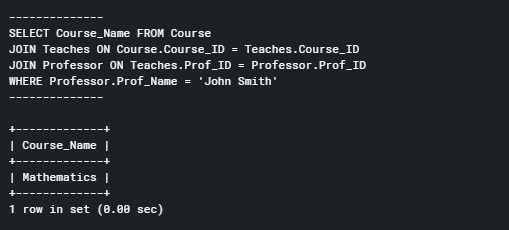 --------------
SELECT Course_Name FROM Course
JOIN Teaches ON Course.Course_ID = Teaches.Course_ID
JOIN Professor ON Teaches.Prof_ID = Professor.Prof_ID
WHERE Professor.Prof_Name = 'John Smith'
--------------
+-------------+
| Course_Name |
+-------------+
| Mathematics |
+-------------+
1 row in set (0.00 sec)